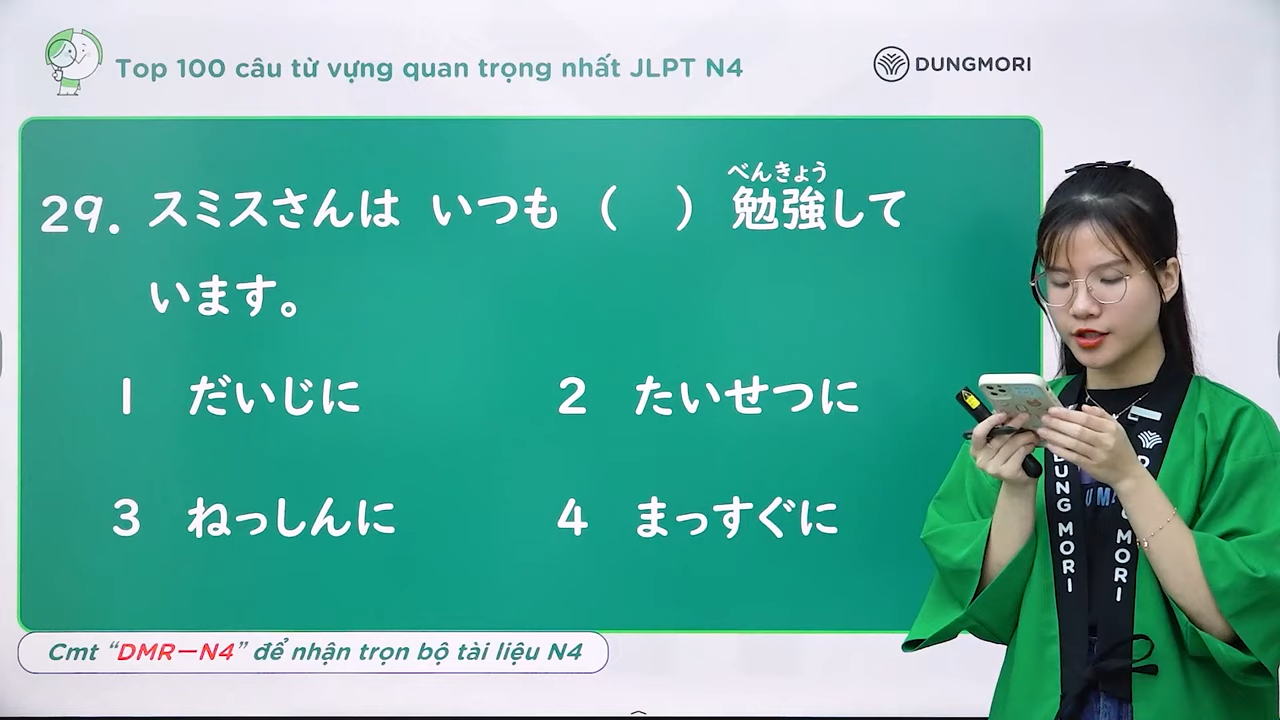 Top 100 câu từ vựng quan trọng nhất JLPT N4
DUNGMORI
べんきょう
29. スミスさんは いつも ( ) 勉強して
います。
1 だいじに
2 たいせつに
3 ねっしんに
4 まっすぐに
Cmt “DMR-N4” để nhận trọn bộ tài liệu N4
DUNG MORI
MORI